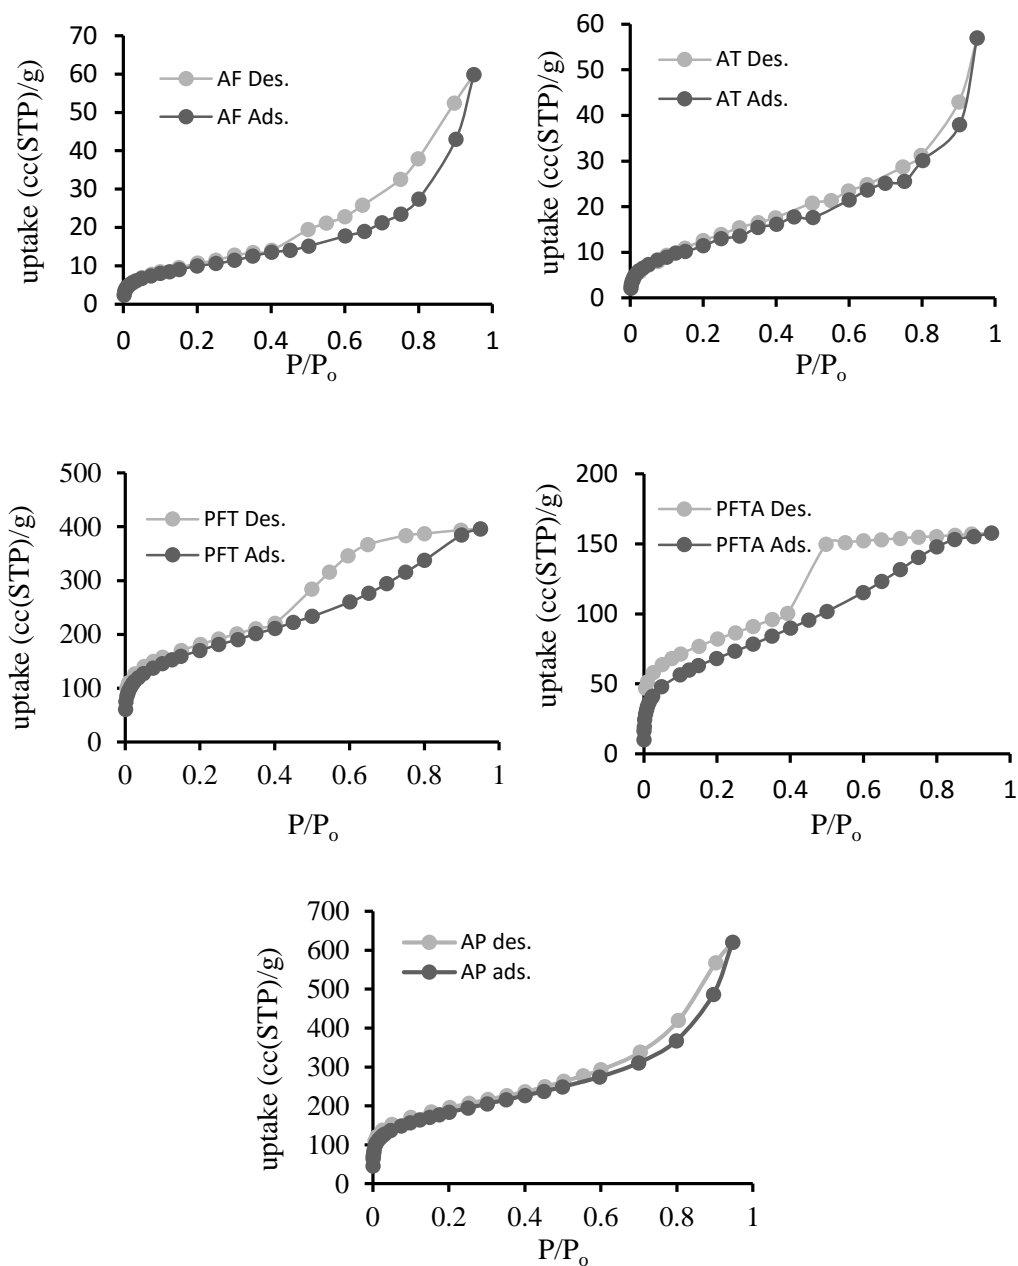 70
60
50
40
30
20
10
0
uptake (cc(STP)/g)
AF Des.
AF Ads.
0 0.2 0.4 0.6 0.8 1
P/Po
60
50
40
30
20
10
0
uptake (cc(STP)/g)
AT Des.
AT Ads.
0 0.2 0.4 0.6 0.8 1
P/Po
500
400
300
200
100
0
uptake (cc(STP)/g)
PFT Des.
PFT Ads.
0 0.2 0.4 0.6 0.8 1
P/Po
200
150
100
50
0
uptake (cc(STP)/g)
PFTA Des.
PFTA Ads.
0 0.2 0.4 0.6 0.8 1
P/Po
700
600
500
400
300
200
100
0
uptake (cc(STP)/g)
AP des.
AP ads.
0 0.2 0.4 0.6 0.8 1
P/Po